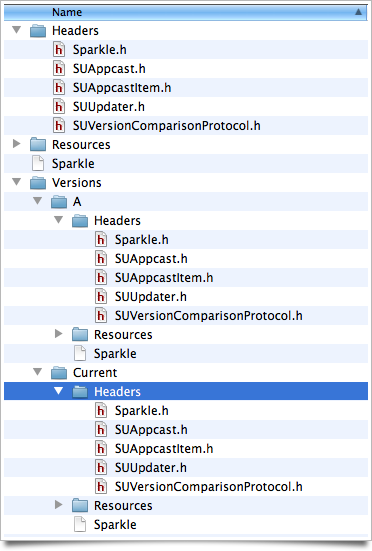 Name
Headers
h Sparkle.h
h SUAppcast.h
h SUAppcastItem.h
h SUUpdater.h
h SUVersionComparisonProtocol.h
Resources
Sparkle
Versions
A
Headers
h Sparkle.h
h SUAppcast.h
h SUAppcastItem.h
h SUUpdater.h
h SUVersionComparisonProtocol.h
Resources
Sparkle
Current
Headers
h Sparkle.h
h SUAppcast.h
h SUAppcastItem.h
h SUUpdater.h
h SUVersionComparisonProtocol.h
Resources
Sparkle